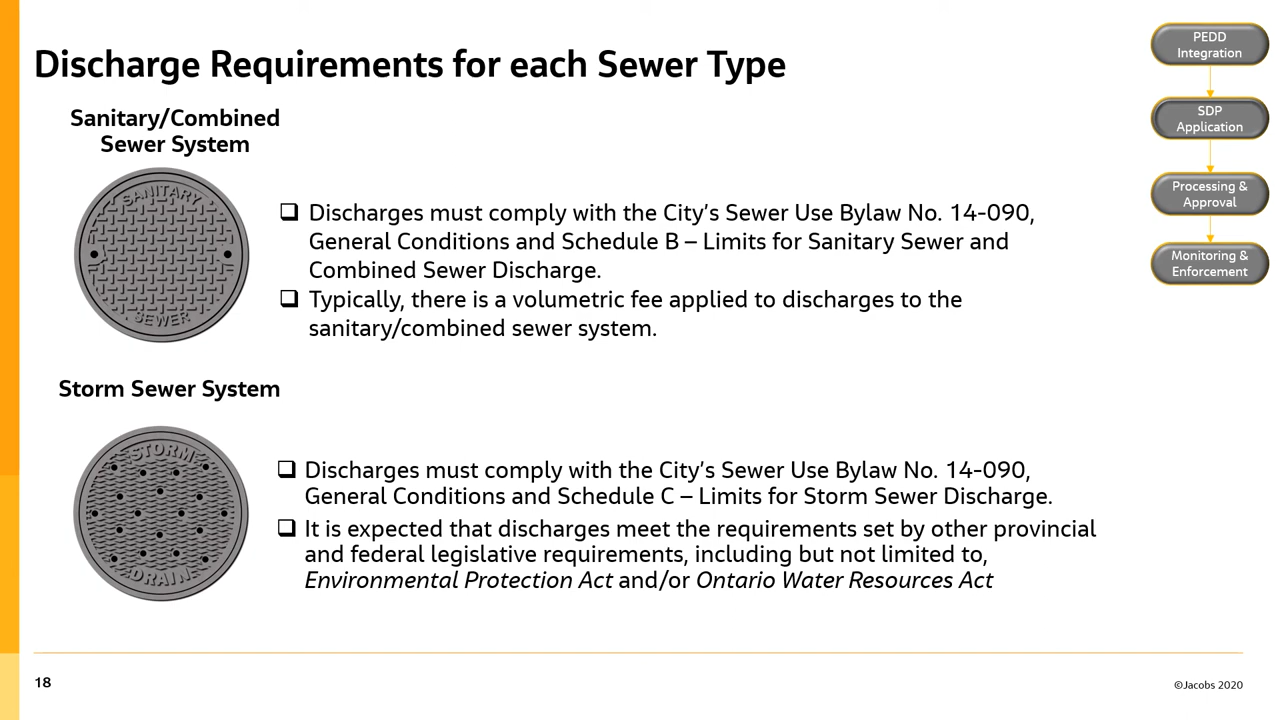 Discharge Requirements for each Sewer Type
PEDD
Integration
SDP
Application
Processing &
Approval
Monitoring &
Enforcement
Sanitary/Combined
Sewer System
SANITARY
SEWER
❑ Discharges must comply with the City’s Sewer Use Bylaw No. 14-090,
General Conditions and Schedule B – Limits for Sanitary Sewer and
Combined Sewer Discharge.
❑ Typically, there is a volumetric fee applied to discharges to the
sanitary/combined sewer system.
Storm Sewer System
STORM
DRAIN
❑ Discharges must comply with the City’s Sewer Use Bylaw No. 14-090,
General Conditions and Schedule C – Limits for Storm Sewer Discharge.
❑ It is expected that discharges meet the requirements set by other provincial
and federal legislative requirements, including but not limited to,
Environmental Protection Act and/or Ontario Water Resources Act
18
©Jacobs 2020